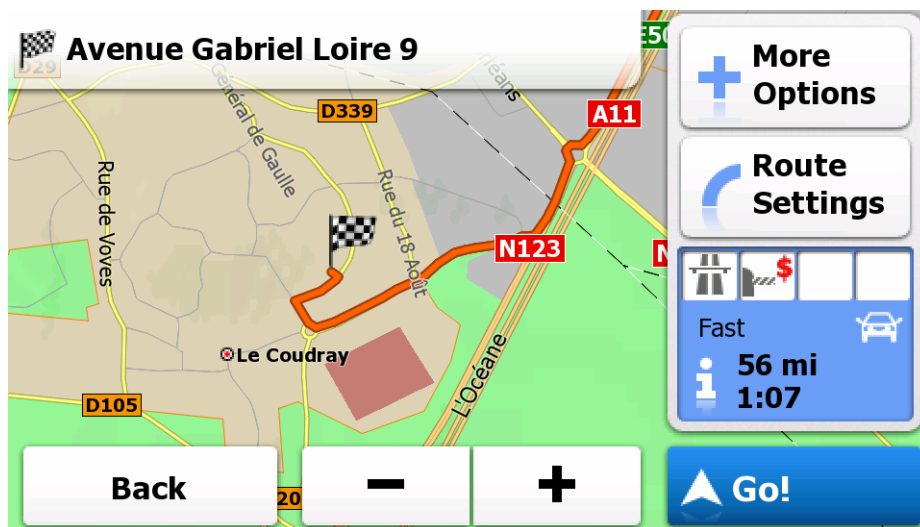 Avenue Gabriel Loire 9
D29
E50
A11
D339
Général de Gaulle
Rue du 18 Août
Rue de Voves
N123
Le Coudray
L'Océane
D105
More
Options
Route
Settings
$
Fast
56 mi
1:07
Back
−
+
Go!